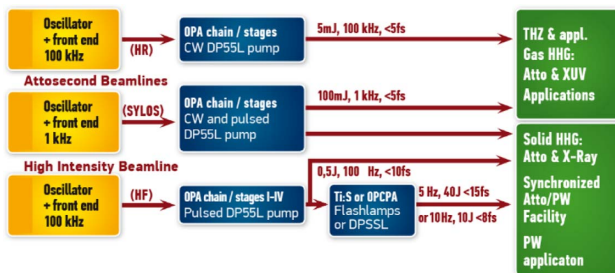 Oscillator
+ front end
100 kHz
(HR)
OPA chain / stages
CW DP55L pump
5mJ, 100 kHz, <5fs
THZ & appl.
Gas HHG:
Atto & XUV
Applications
Attosecond Beamlines
Oscillator
+ front end
1 kHz
(SYLOS)
OPA chain / stages
CW and pulsed
DP55L pump
100mJ, 1 kHz, <5fs
High Intensity Beamline
Oscillator
+ front end
100 kHz
(HF)
OPA chain / stages I-IV
Pulsed DP55L pump
0,5J, 100 Hz, <10fs
Ti:S or OPCPA
Flashlamps
or DPSSL
5 Hz, 40J <15fs
or 10Hz, 10J <8fs
Solid HHG:
Atto & X-Ray
Synchronized
Atto/PW
Facility
PW
applicaton